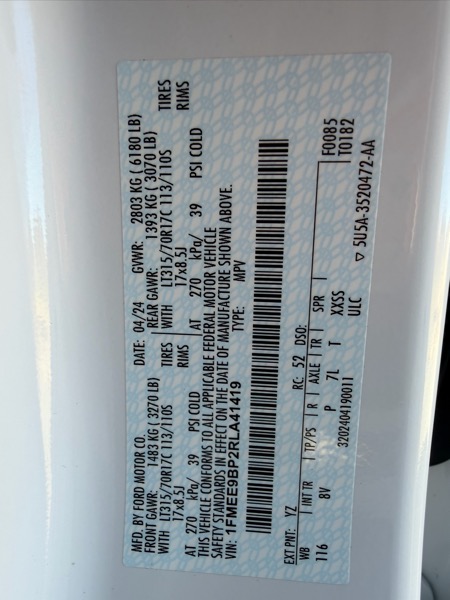 MFD. BY FORD MOTOR CO.   DATE: 04/24   GVWR: 2803 KG ( 6180 LB)
FRONT GAWR: 1483 KG ( 3270 LB)   REAR GAWR: 1393 KG ( 3070 LB)
WITH LT315/70R17C 113/110S TIRES   WITH LT315/70R17C 113/110S TIRES
17x8.5J RIMS   17x8.5J RIMS
AT 270 kPa/ 39 PSI COLD   AT 270 kPa/ 39 PSI COLD
THIS VEHICLE CONFORMS TO ALL APPLICABLE FEDERAL MOTOR VEHICLE
SAFETY STANDARDS IN EFFECT ON THE DATE OF MANUFACTURE SHOWN ABOVE.
VIN: 1FMEE9BP2RLA41419   TYPE: MPV
EXT PNT: YZ   RC: 52 DSO:   F0085
WB | INT TR | TP/PS | R | AXLE | TR | SPR   T0182
116 8V P 7L T XXSS
3202404190011 ULC
▽ 5U5A-3520472-AA